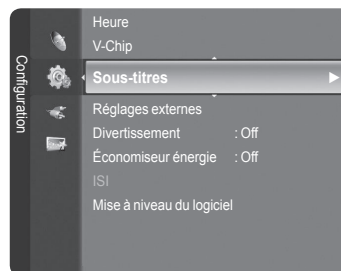 Configuration
Heure
V-Chip
Sous-titres
Réglages externes
Divertissement : Off
Économiseur énergie : Off
ISI
Mise à niveau du logiciel